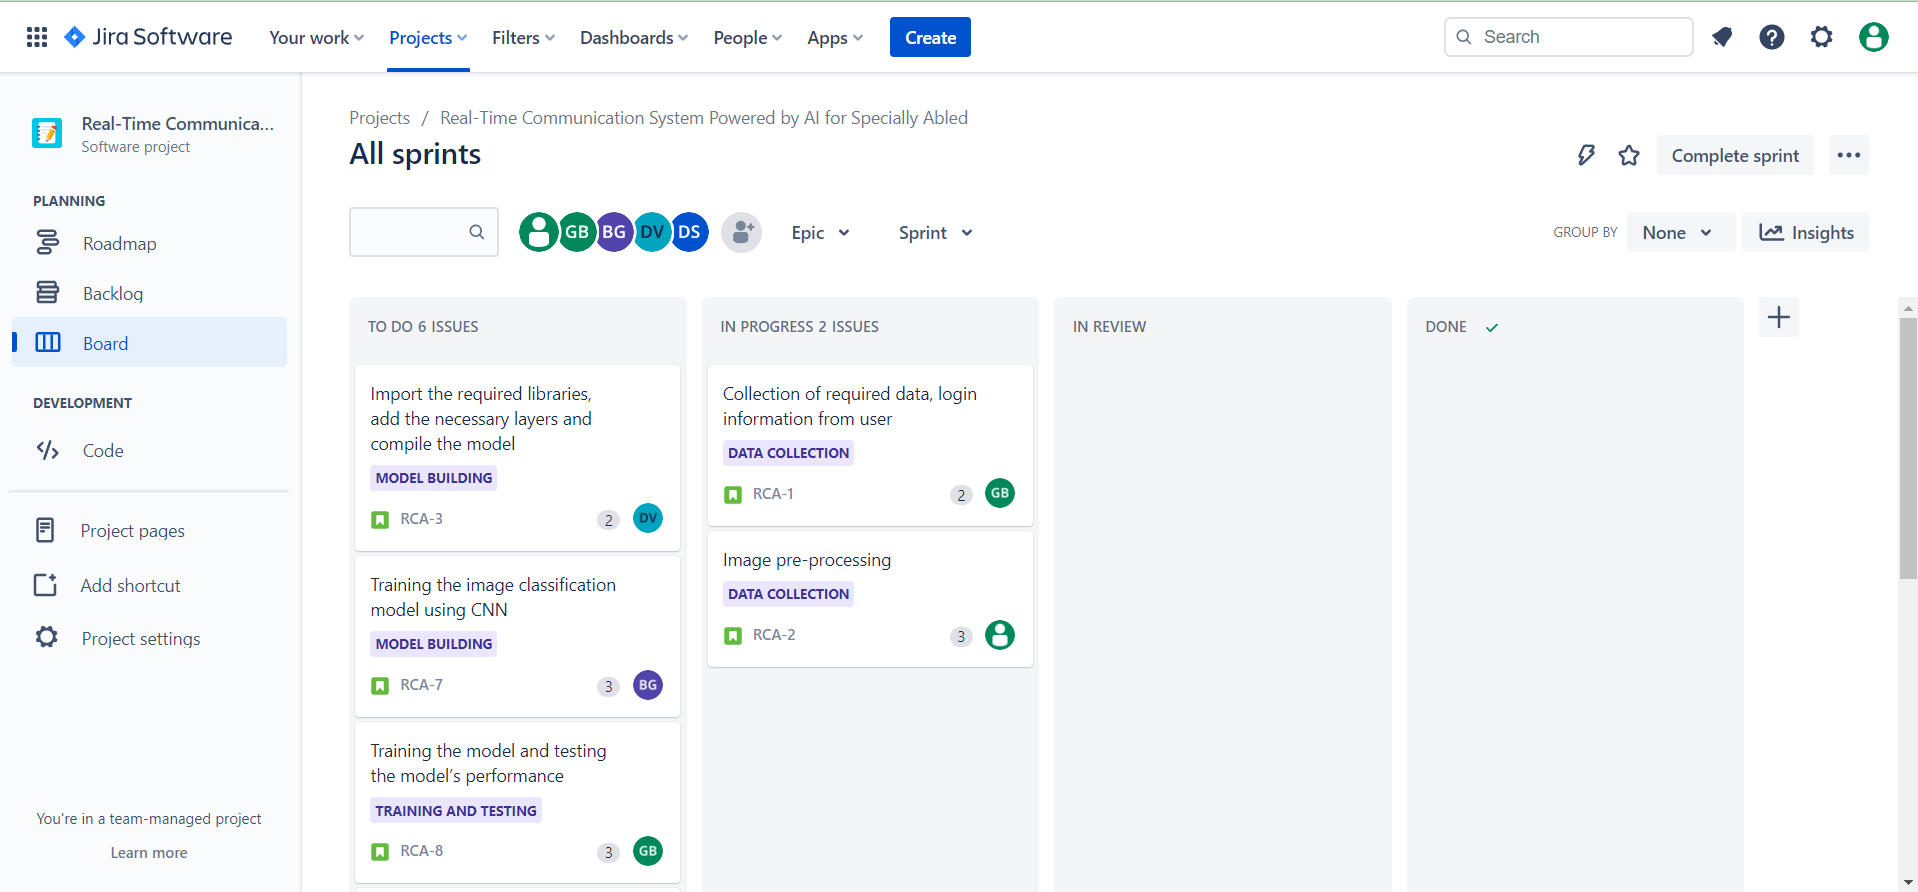 Jira Software
Your work
Projects
Filters
Dashboards
People
Apps
Create
Search
Real-Time Communica...
Software project
PLANNING
Roadmap
Backlog
Board
DEVELOPMENT
Code
Project pages
Add shortcut
Project settings
You're in a team-managed project
Learn more
Projects / Real-Time Communication System Powered by AI for Specially Abled
All sprints
Complete sprint
GB
BG
DV
DS
Epic
Sprint
GROUP BY
None
Insights
TO DO 6 ISSUES
Import the required libraries,
add the necessary layers and
compile the model
MODEL BUILDING
RCA-3
2
DV
Training the image classification
model using CNN
MODEL BUILDING
RCA-7
3
BG
Training the model and testing
the model’s performance
TRAINING AND TESTING
RCA-8
3
GB
IN PROGRESS 2 ISSUES
Collection of required data, login
information from user
DATA COLLECTION
RCA-1
2
GB
Image pre-processing
DATA COLLECTION
RCA-2
3
IN REVIEW
DONE